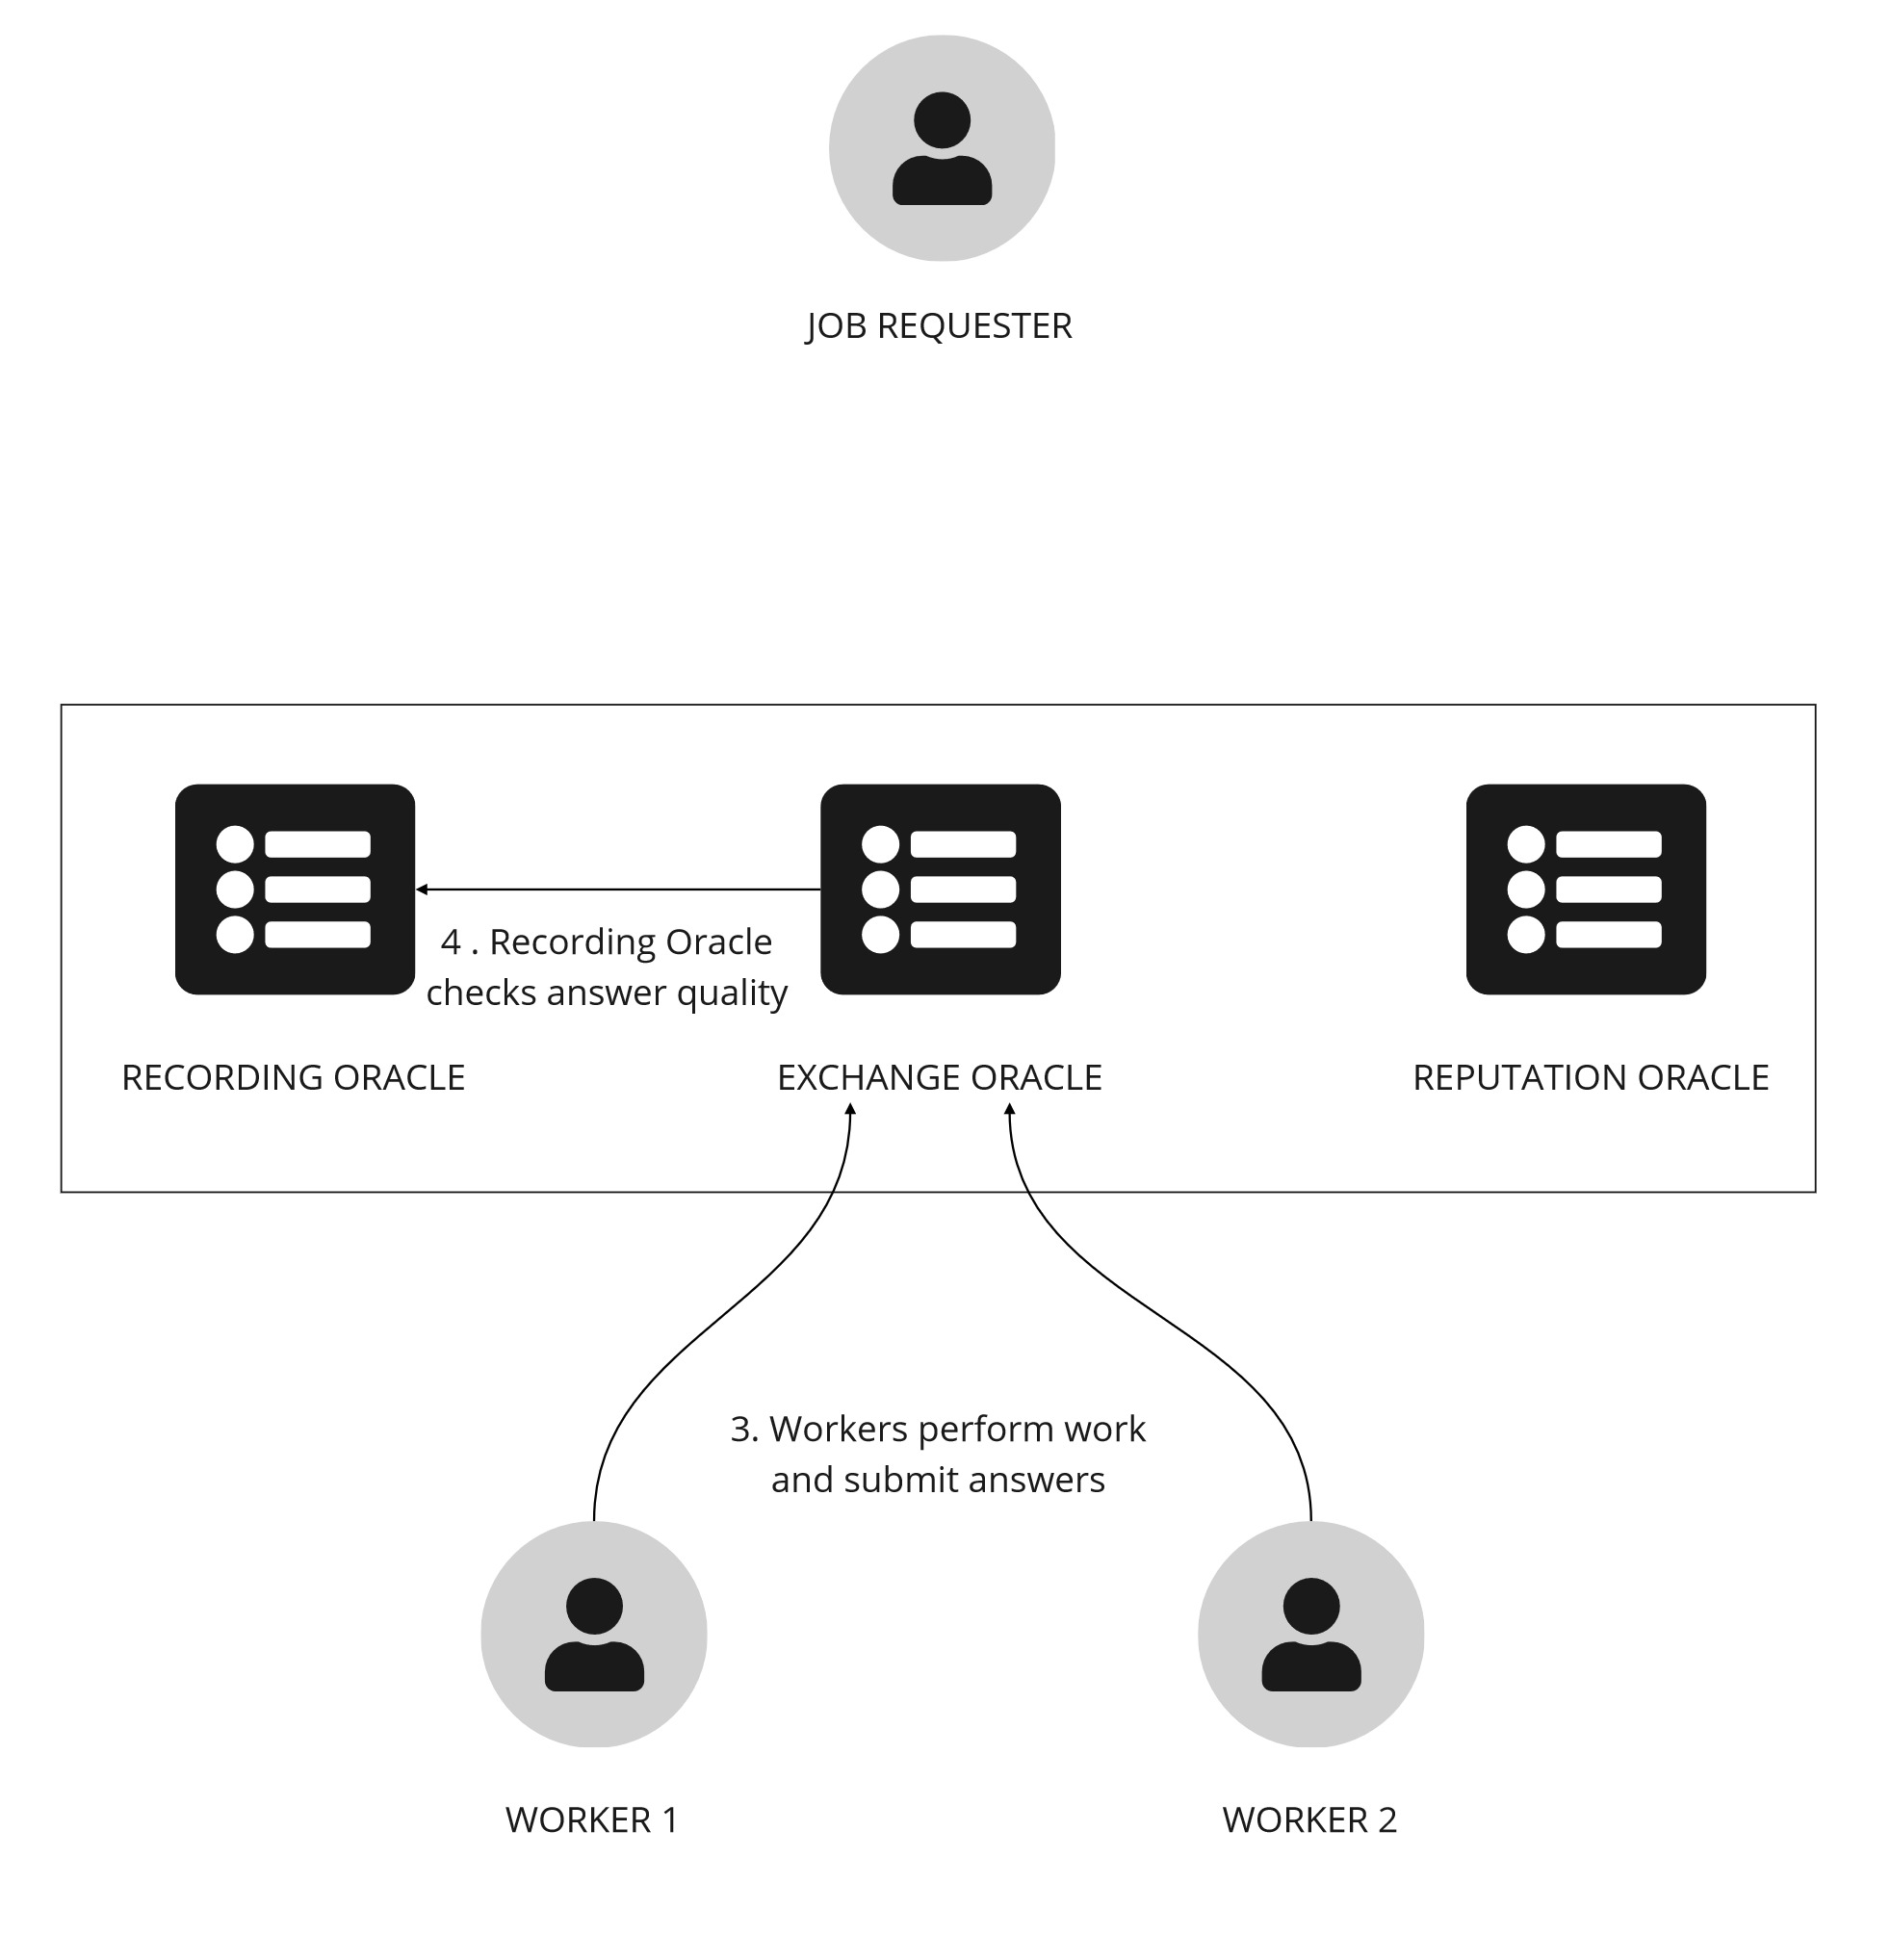 JOB REQUESTER
4 . Recording Oracle
checks answer quality
RECORDING ORACLE
EXCHANGE ORACLE
REPUTATION ORACLE
3. Workers perform work
and submit answers
WORKER 1
WORKER 2